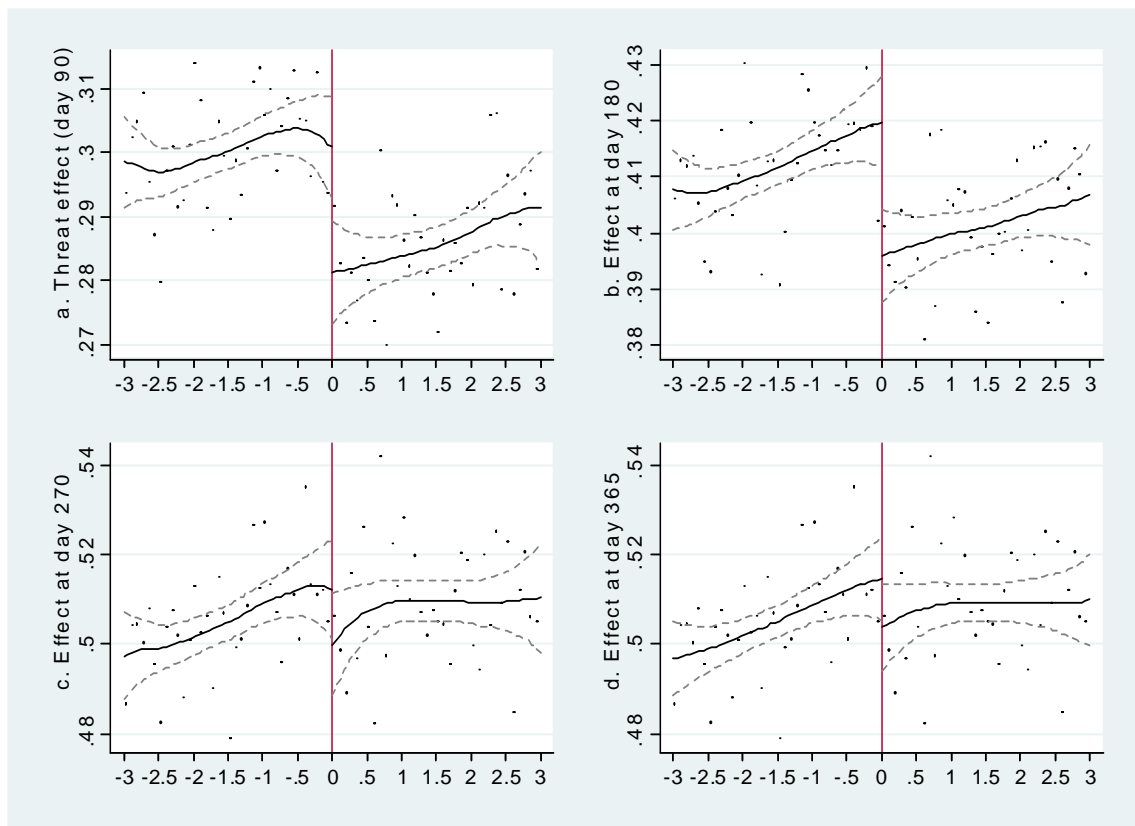 a. Threat effect (day 90)
.31
.3
.29
.28
.27
-3 -2.5 -2 -1.5 -1 -.5 0 .5 1 1.5 2 2.5 3
b. Effect at day 180
.43
.42
.41
.4
.39
.38
-3 -2.5 -2 -1.5 -1 -.5 0 .5 1 1.5 2 2.5 3
c. Effect at day 270
.54
.52
.5
.48
-3 -2.5 -2 -1.5 -1 -.5 0 .5 1 1.5 2 2.5 3
d. Effect at day 365
.54
.52
.5
.48
-3 -2.5 -2 -1.5 -1 -.5 0 .5 1 1.5 2 2.5 3